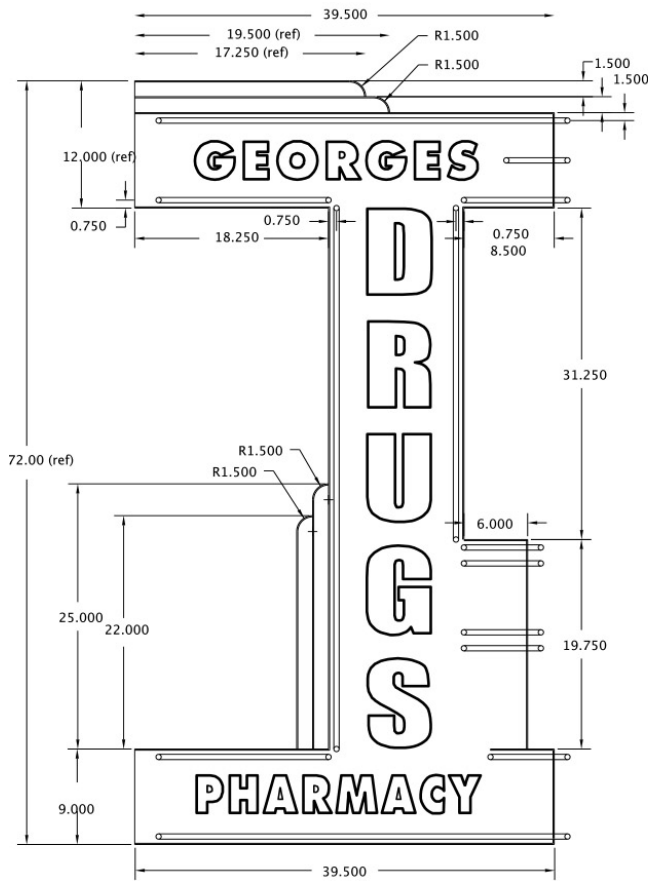 39.500
19.500 (ref)
17.250 (ref)
R1.500
R1.500
1.500
1.500
12.000 (ref)
GEORGES
0.750
0.750
0.750
18.250
8.500
DRUGS
31.250
72.00 (ref)
R1.500
R1.500
6.000
25.000
22.000
19.750
9.000
PHARMACY
39.500